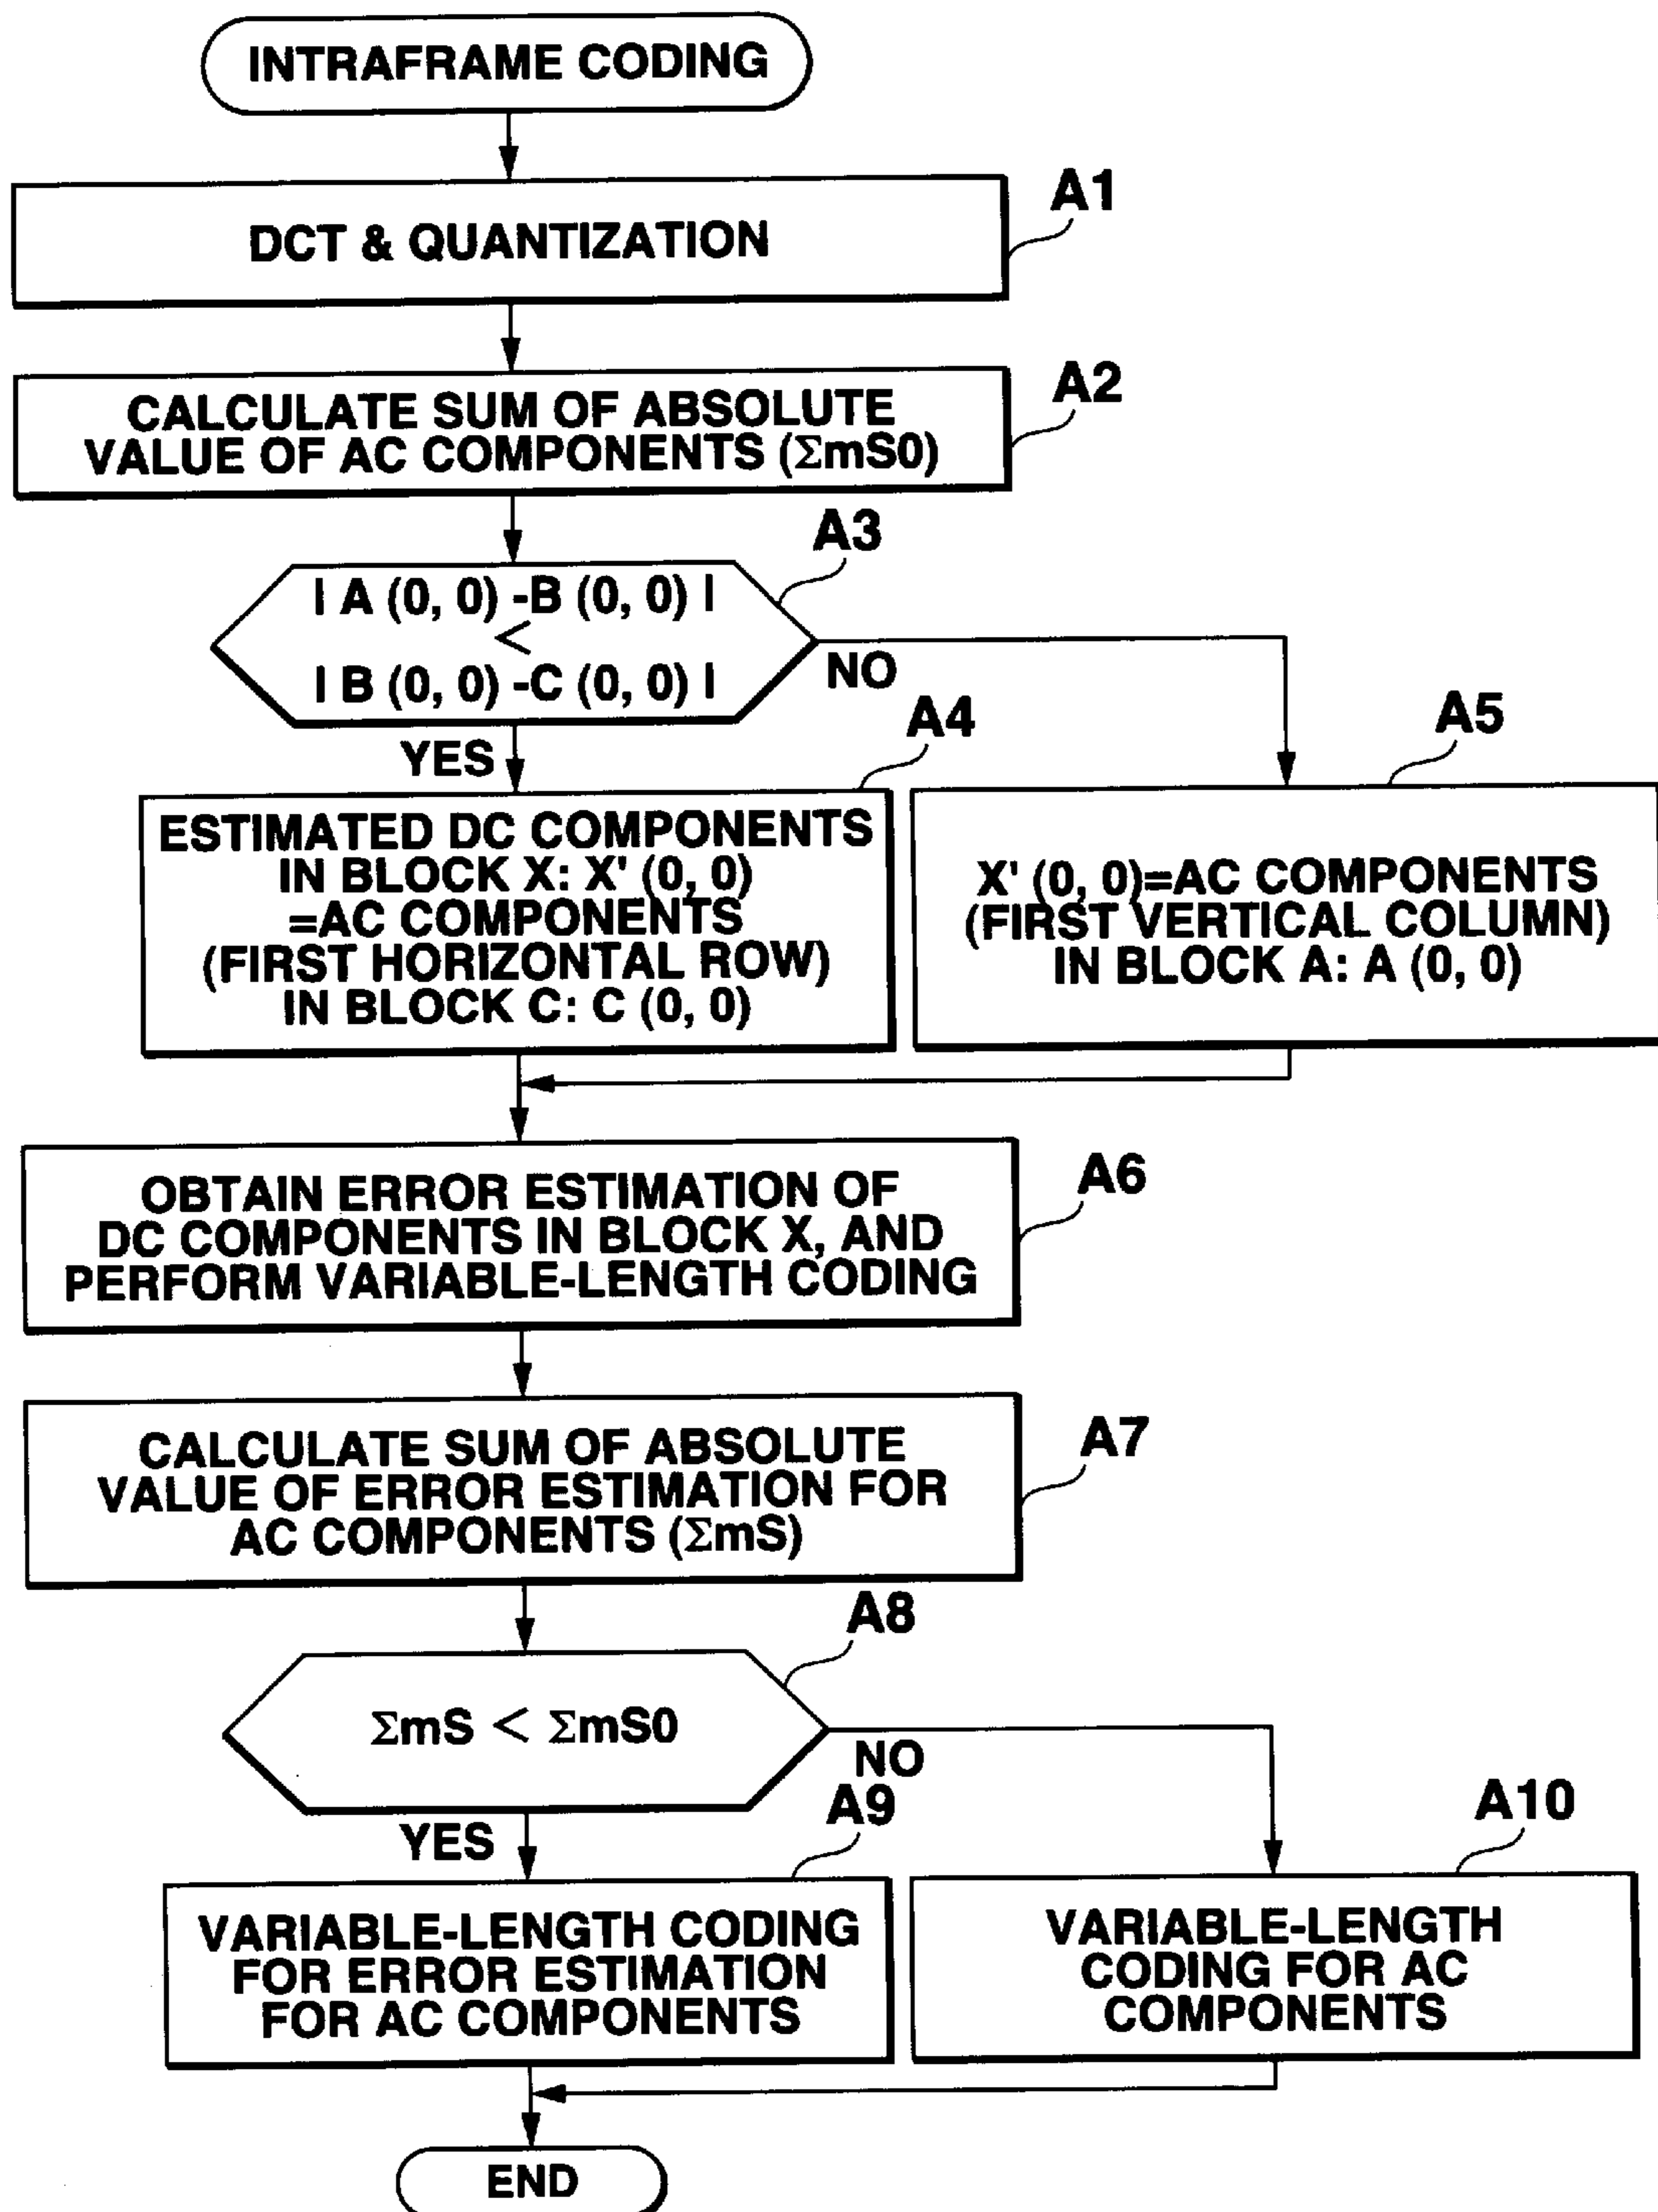 INTRAFRAME CODING
A1
DCT & QUANTIZATION
A2
CALCULATE SUM OF ABSOLUTE
VALUE OF AC COMPONENTS (ΣmS0)
A3
| A (0, 0) -B (0, 0) |
<
| B (0, 0) -C (0, 0) |
NO
YES
A4
A5
ESTIMATED DC COMPONENTS
IN BLOCK X: X' (0, 0)
=AC COMPONENTS
(FIRST HORIZONTAL ROW)
IN BLOCK C: C (0, 0)
X' (0, 0)=AC COMPONENTS
(FIRST VERTICAL COLUMN)
IN BLOCK A: A (0, 0)
A6
OBTAIN ERROR ESTIMATION OF
DC COMPONENTS IN BLOCK X, AND
PERFORM VARIABLE-LENGTH CODING
A7
CALCULATE SUM OF ABSOLUTE
VALUE OF ERROR ESTIMATION FOR
AC COMPONENTS (ΣmS)
A8
ΣmS < ΣmS0
NO
YES
A9
A10
VARIABLE-LENGTH CODING
FOR ERROR ESTIMATION
FOR AC COMPONENTS
VARIABLE-LENGTH
CODING FOR AC
COMPONENTS
END